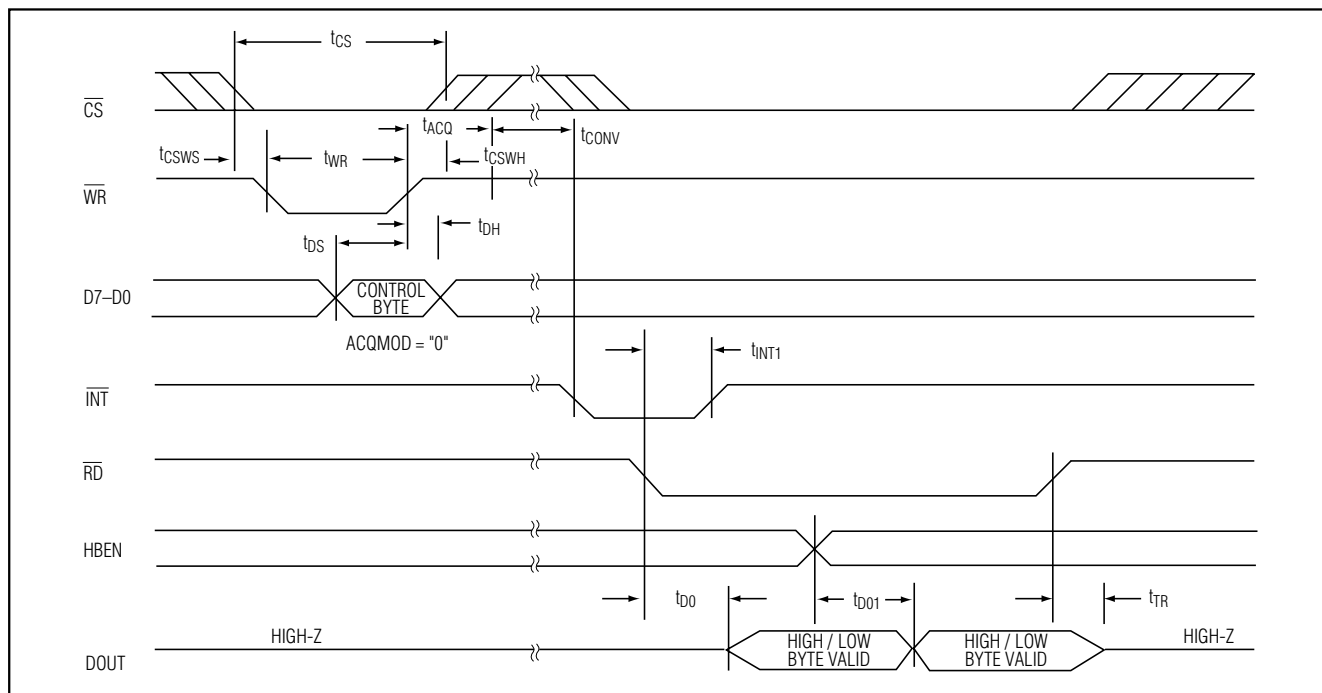 tCS
CS
tACQ
tCONV
tCSWS
tWR
tCSWH
WR
tDS
tDH
D7–D0
CONTROL
BYTE
ACQMOD = "0"
tINT1
INT
RD
HBEN
tD0
tD01
tTR
HIGH-Z
HIGH / LOW
BYTE VALID
HIGH / LOW
BYTE VALID
HIGH-Z
DOUT